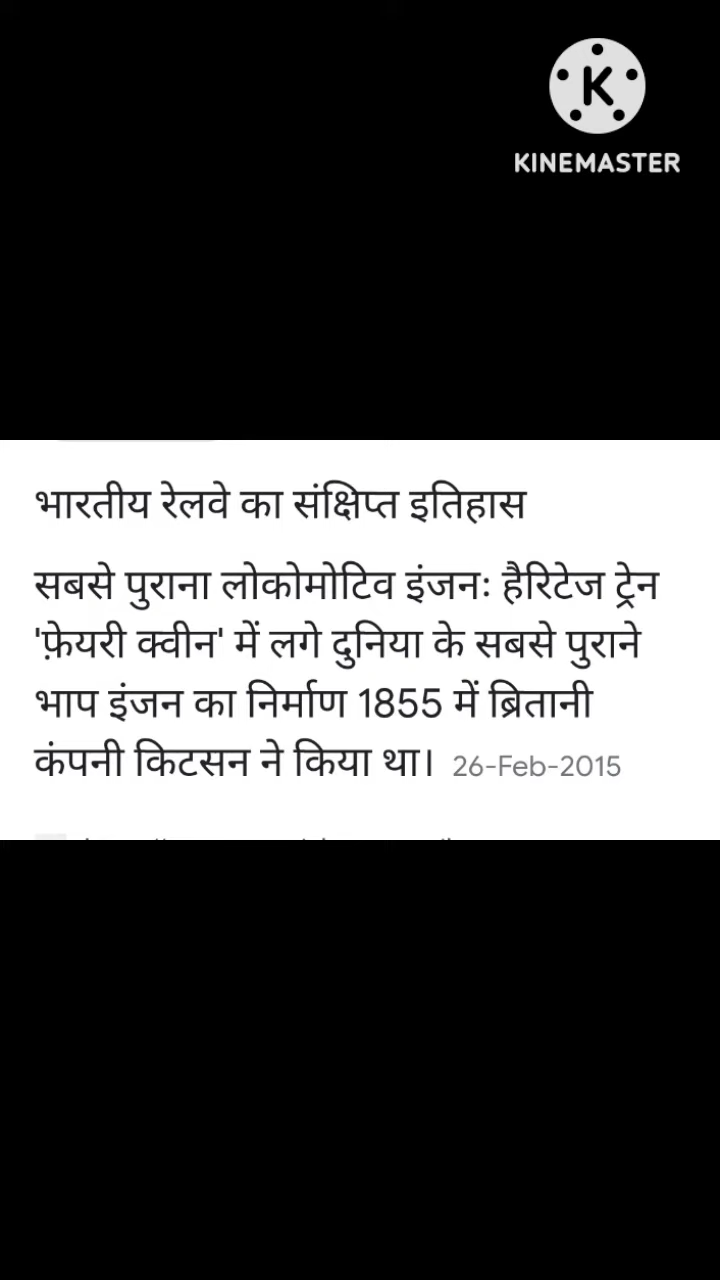 K
KINEMASTER
भारतीय रेलवे का संक्षिप्त इतिहास
सबसे पुराना लोकोमोटिव इंजनः हैरिटेज ट्रेन
'फ़ेयरी क्वीन' में लगे दुनिया के सबसे पुराने
भाप इंजन का निर्माण 1855 में ब्रितानी
कंपनी किटसन ने किया था। 26-Feb-2015